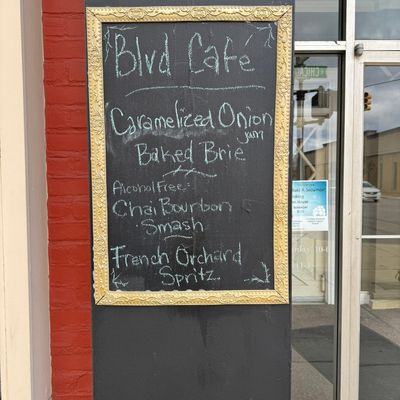 Blvd Café
Caramelized Onion
Jam
Baked Brie
Alcohol Free:
Chai Bourbon
Smash
French Orchard
Spritz